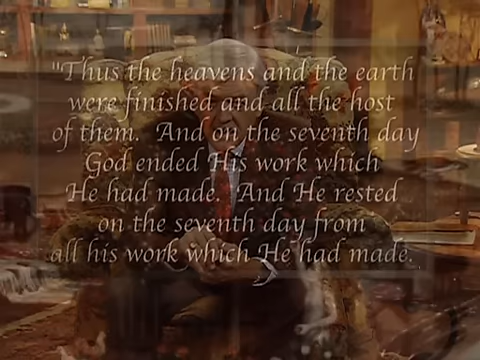 "Thus the heavens and the earth
were finished and all the host
of them. And on the seventh day
God ended His work which
He had made. And He rested
on the seventh day from
all his work which He had made.